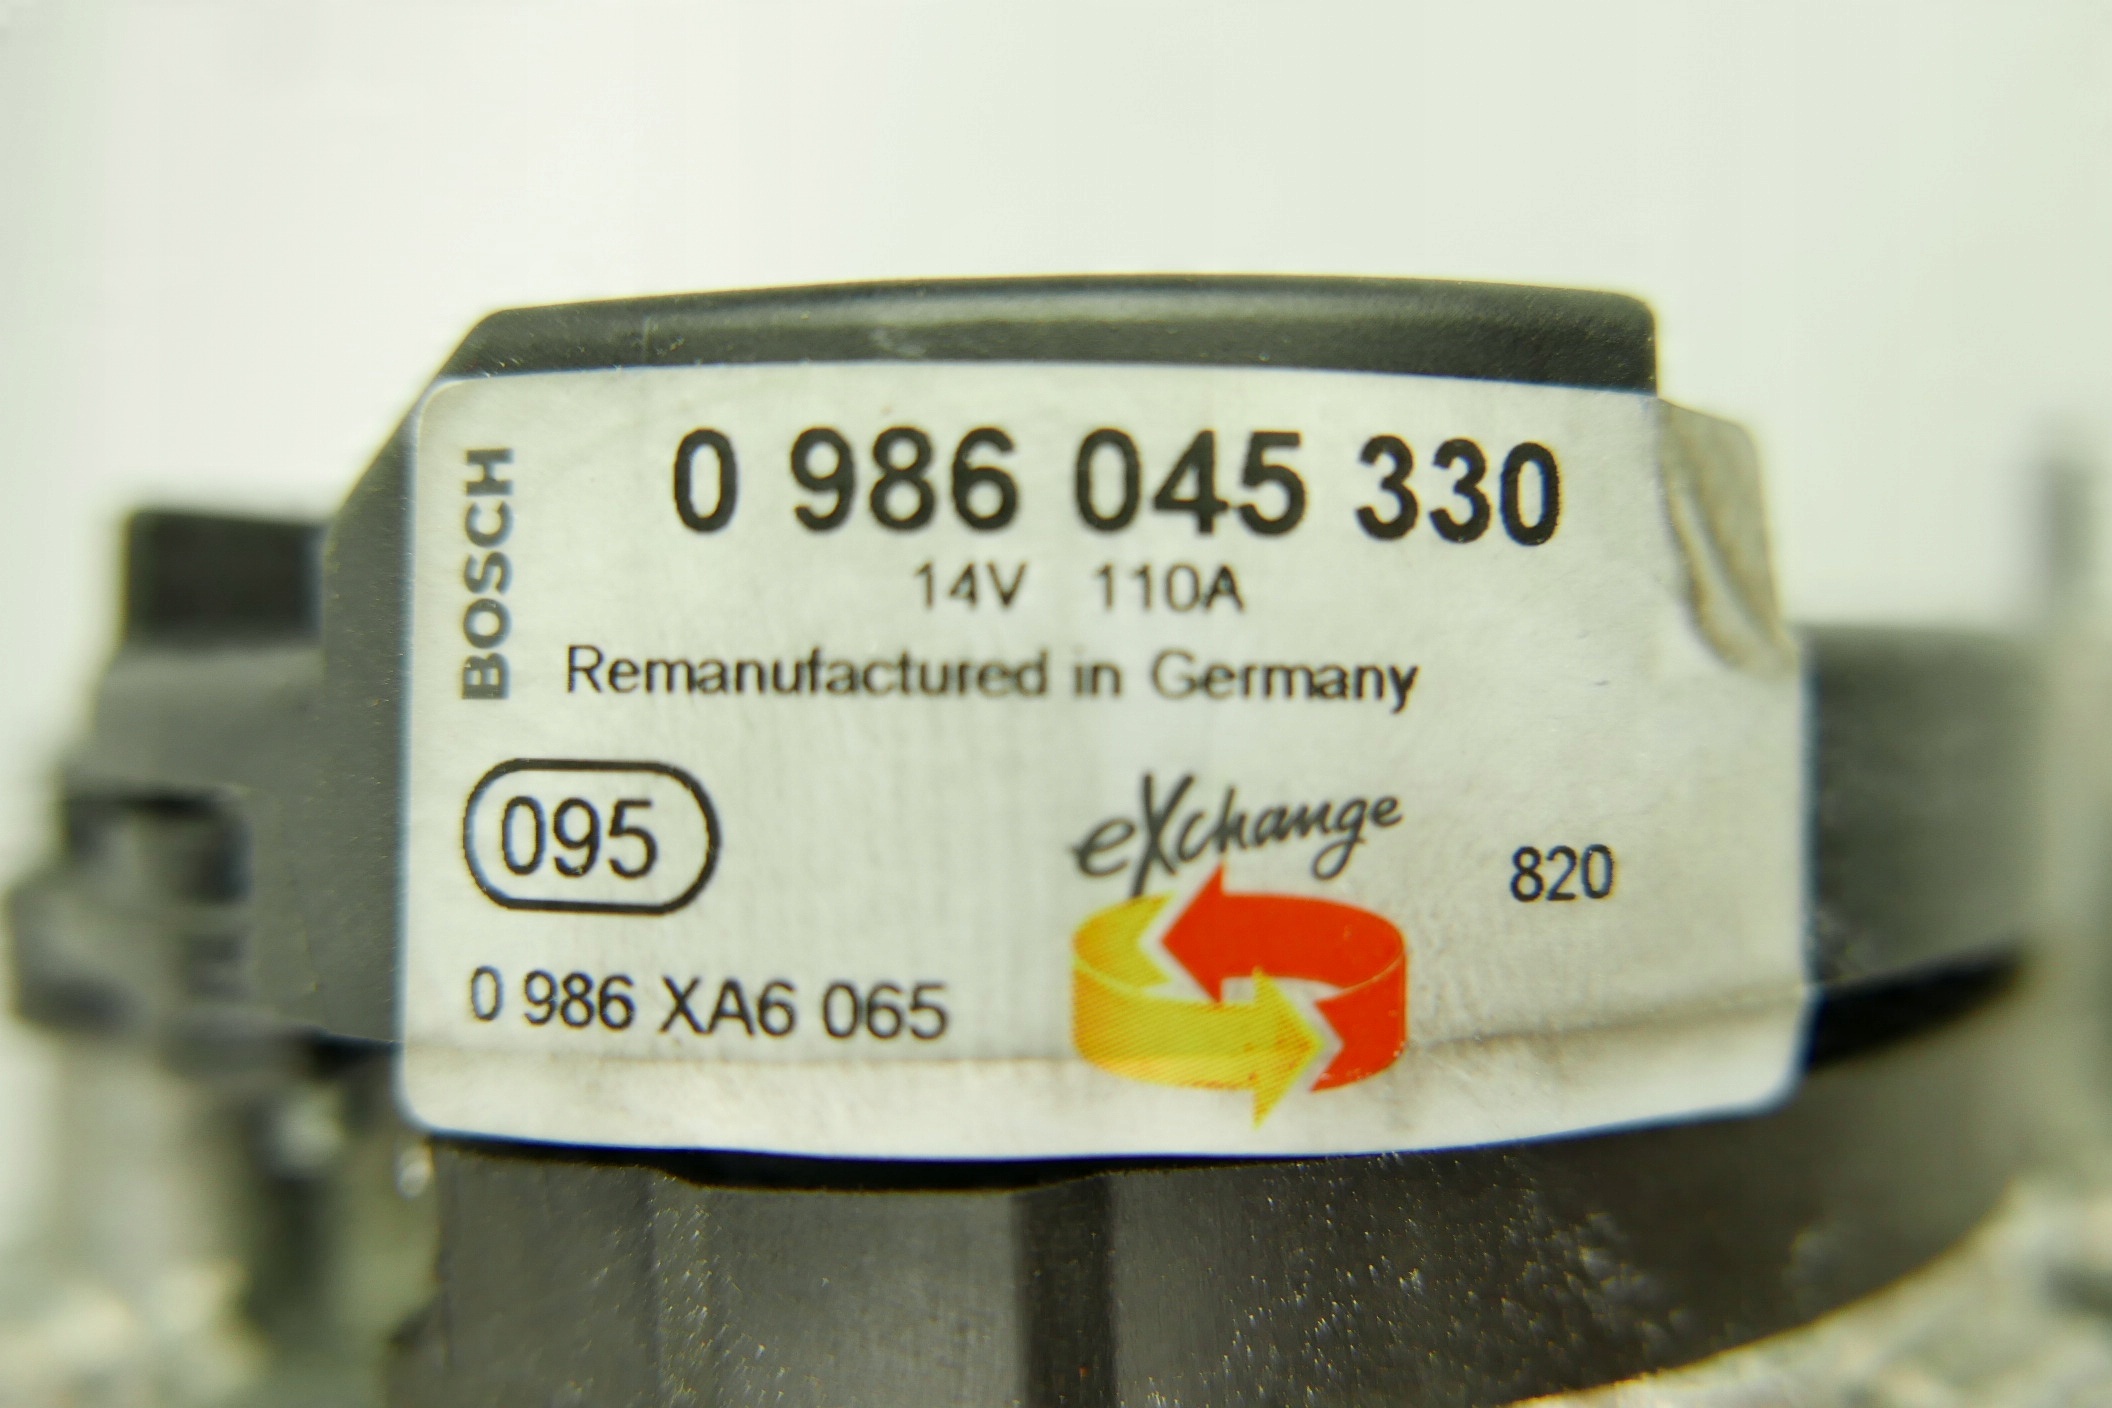 BOSCH
0 986 045 330
14V 110A
Remanufactured in Germany
095
eXchange
820
0 986 XA6 065